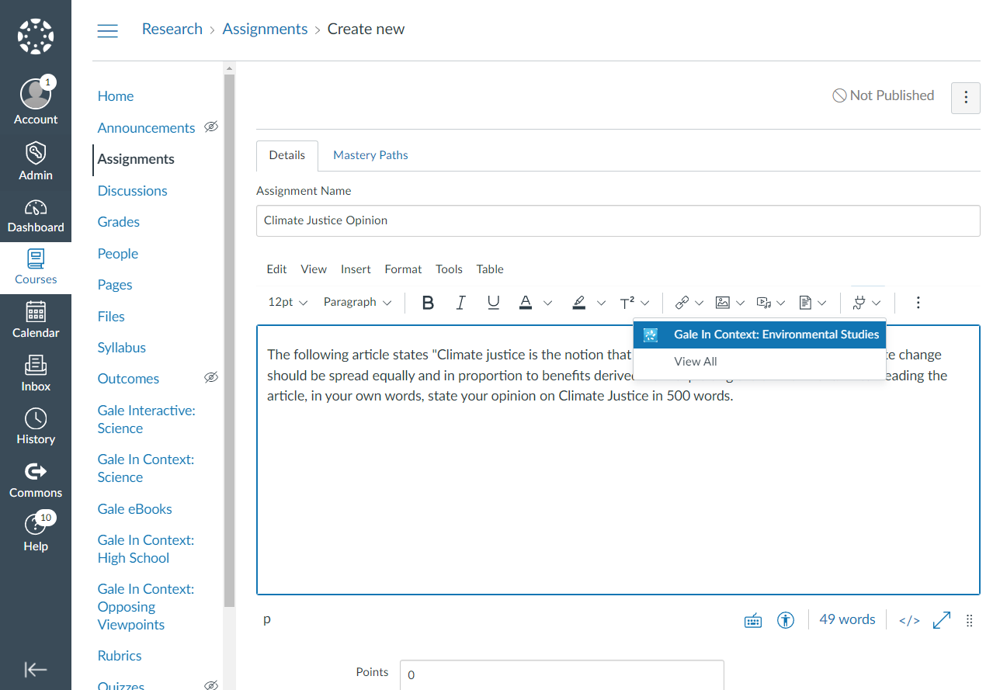 Research > Assignments > Create new
1
Account
Admin
Dashboard
Courses
Calendar
Inbox
History
Commons
10
Help
Home
Announcements
Assignments
Discussions
Grades
People
Pages
Files
Syllabus
Outcomes
Gale Interactive:
Science
Gale In Context:
Science
Gale eBooks
Gale In Context:
High School
Gale In Context:
Opposing
Viewpoints
Rubrics
Quizzes
Not Published
Details Mastery Paths
Assignment Name
Climate Justice Opinion
Edit View Insert Format Tools Table
12pt Paragraph B I U A T²
Gale In Context: Environmental Studies
View All
The following article states "Climate justice is the notion that change
should be spread equally and in proportion to benefits the
article, in your own words, state your opinion on Climate Justice in 500 words.
p
49 words </>
Points 0